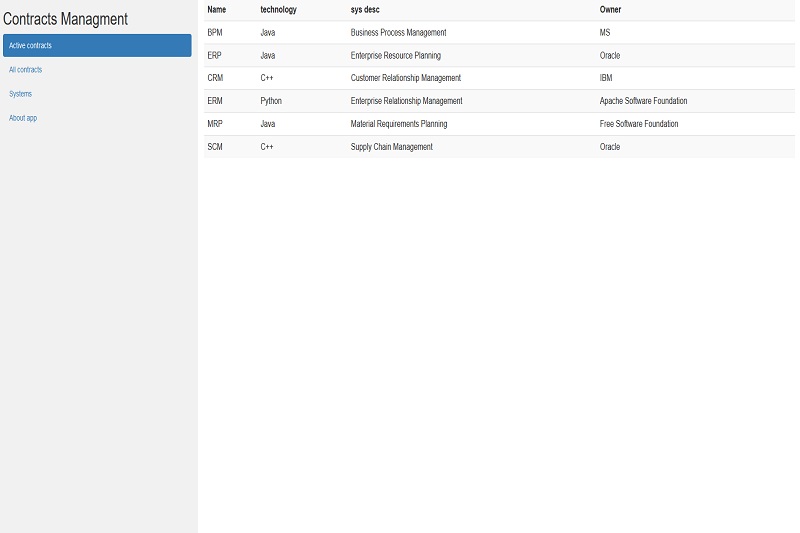 Contracts Managment
Active contracts
All contracts
Systems
About app
Name technology sys desc Owner
BPM Java Business Process Management MS
ERP Java Enterprise Resource Planning Oracle
CRM C++ Customer Relationship Management IBM
ERM Python Enterprise Relationship Management Apache Software Foundation
MRP Java Material Requirements Planning Free Software Foundation
SCM C++ Supply Chain Management Oracle